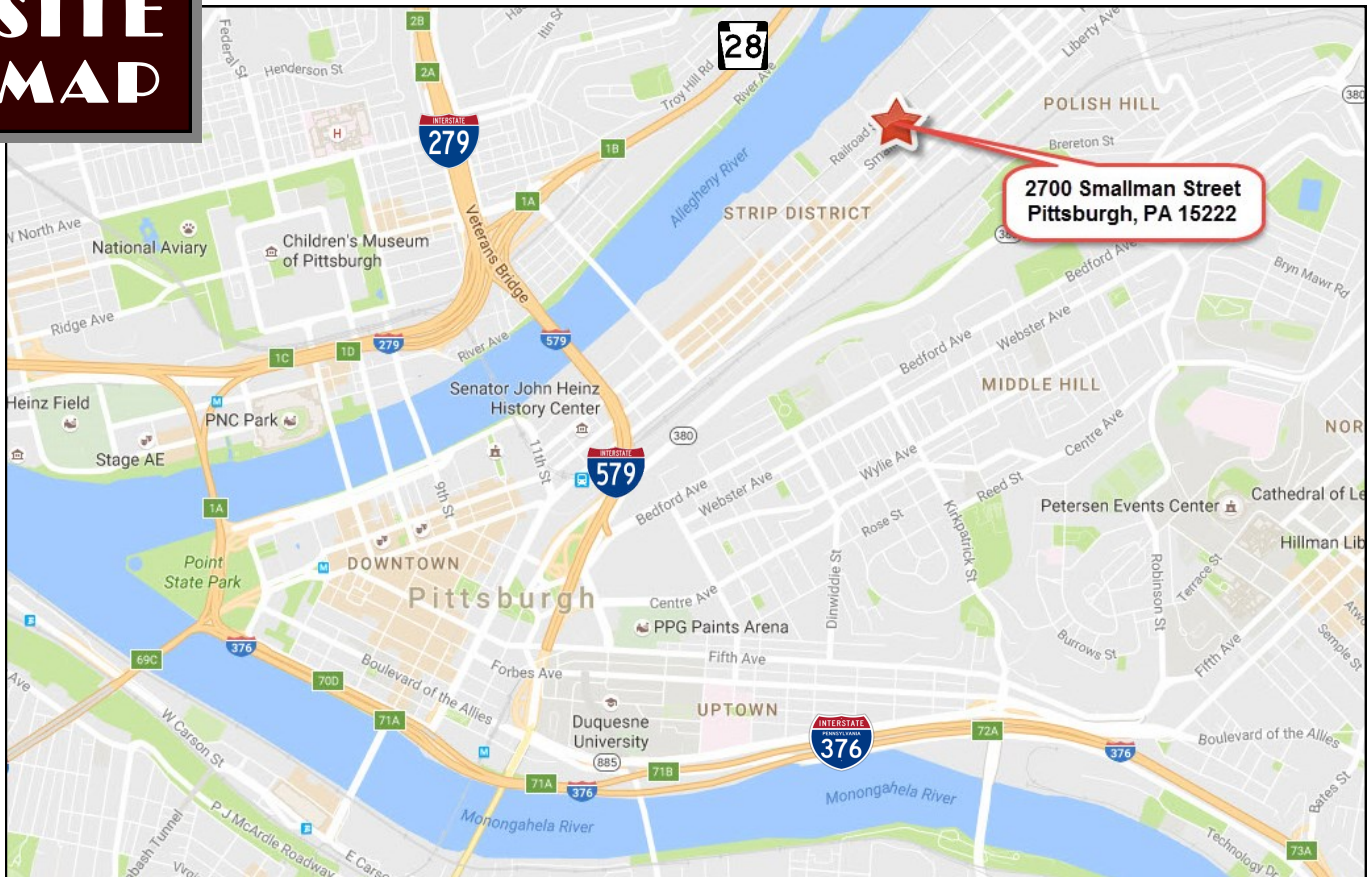 SITE
MAP
2B
Federal St
Henderson St
Itin St
2A
28
Liberty Ave
Troy Hill Rd
River Ave
POLISH HILL
380
H
INTERSTATE
279
1B
Railroad
Brereton St
Allegheny River
2700 Smallman Street
Pittsburgh, PA 15222
1A
STRIP DISTRICT
W North Ave
National Aviary
Children's Museum
of Pittsburgh
Veterans Bridge
Bedford Ave
Bryn Mawr Rd
Ridge Ave
1C
1D
279
River Ave
579
Bedford Ave
Webster Ave
MIDDLE HILL
Heinz Field
M
PNC Park
Senator John Heinz
History Center
Stage AE
380
Centre Ave
INTERSTATE
579
11th St
9th St
Wylie Ave
Bedford Ave
Webster Ave
Reed St
Rose St
Kirkpatrick St
Petersen Events Center
Cathedral of
Hillman
1A
Point
State Park
M
DOWNTOWN
Pittsburgh
Centre Ave
Dinwiddie St
Robinson St
Terrace St
PPG Paints Arena
Fifth Ave
Burrows St
Fifth Ave
Semple St
376
69C
70D
Boulevard of the Allies
Forbes Ave
Ave
71A
W Carson St
Duquesne
University
UPTOWN
INTERSTATE
PENNSYLVANIA
376
72A
376
Boulevard of the Allies
M
885
71B
71A
376
Monongahela River
Monongahela River
Bates St
P J McArdle Roadway
Tunnel
E
Technology Dr
73A